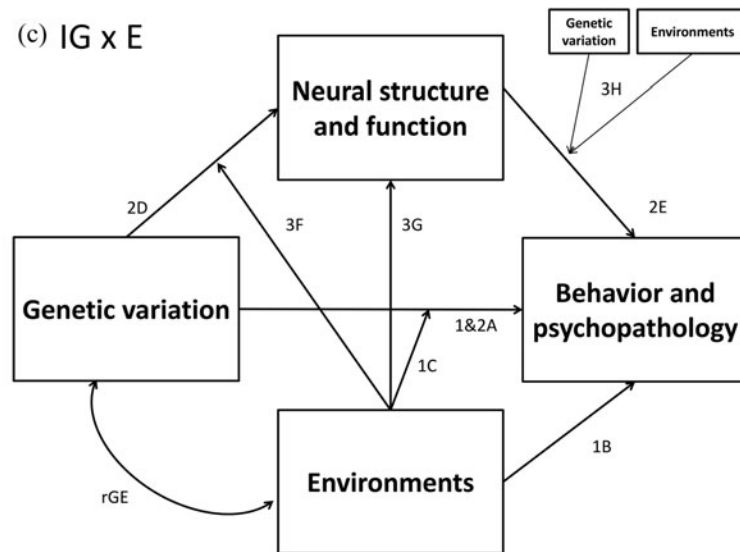 (c) IG x E
Genetic
variation
Environments
3H
Neural structure
and function
2D
3F
3G
2E
Genetic variation
1&2A
Behavior and
psychopathology
1C
1B
rGE
Environments